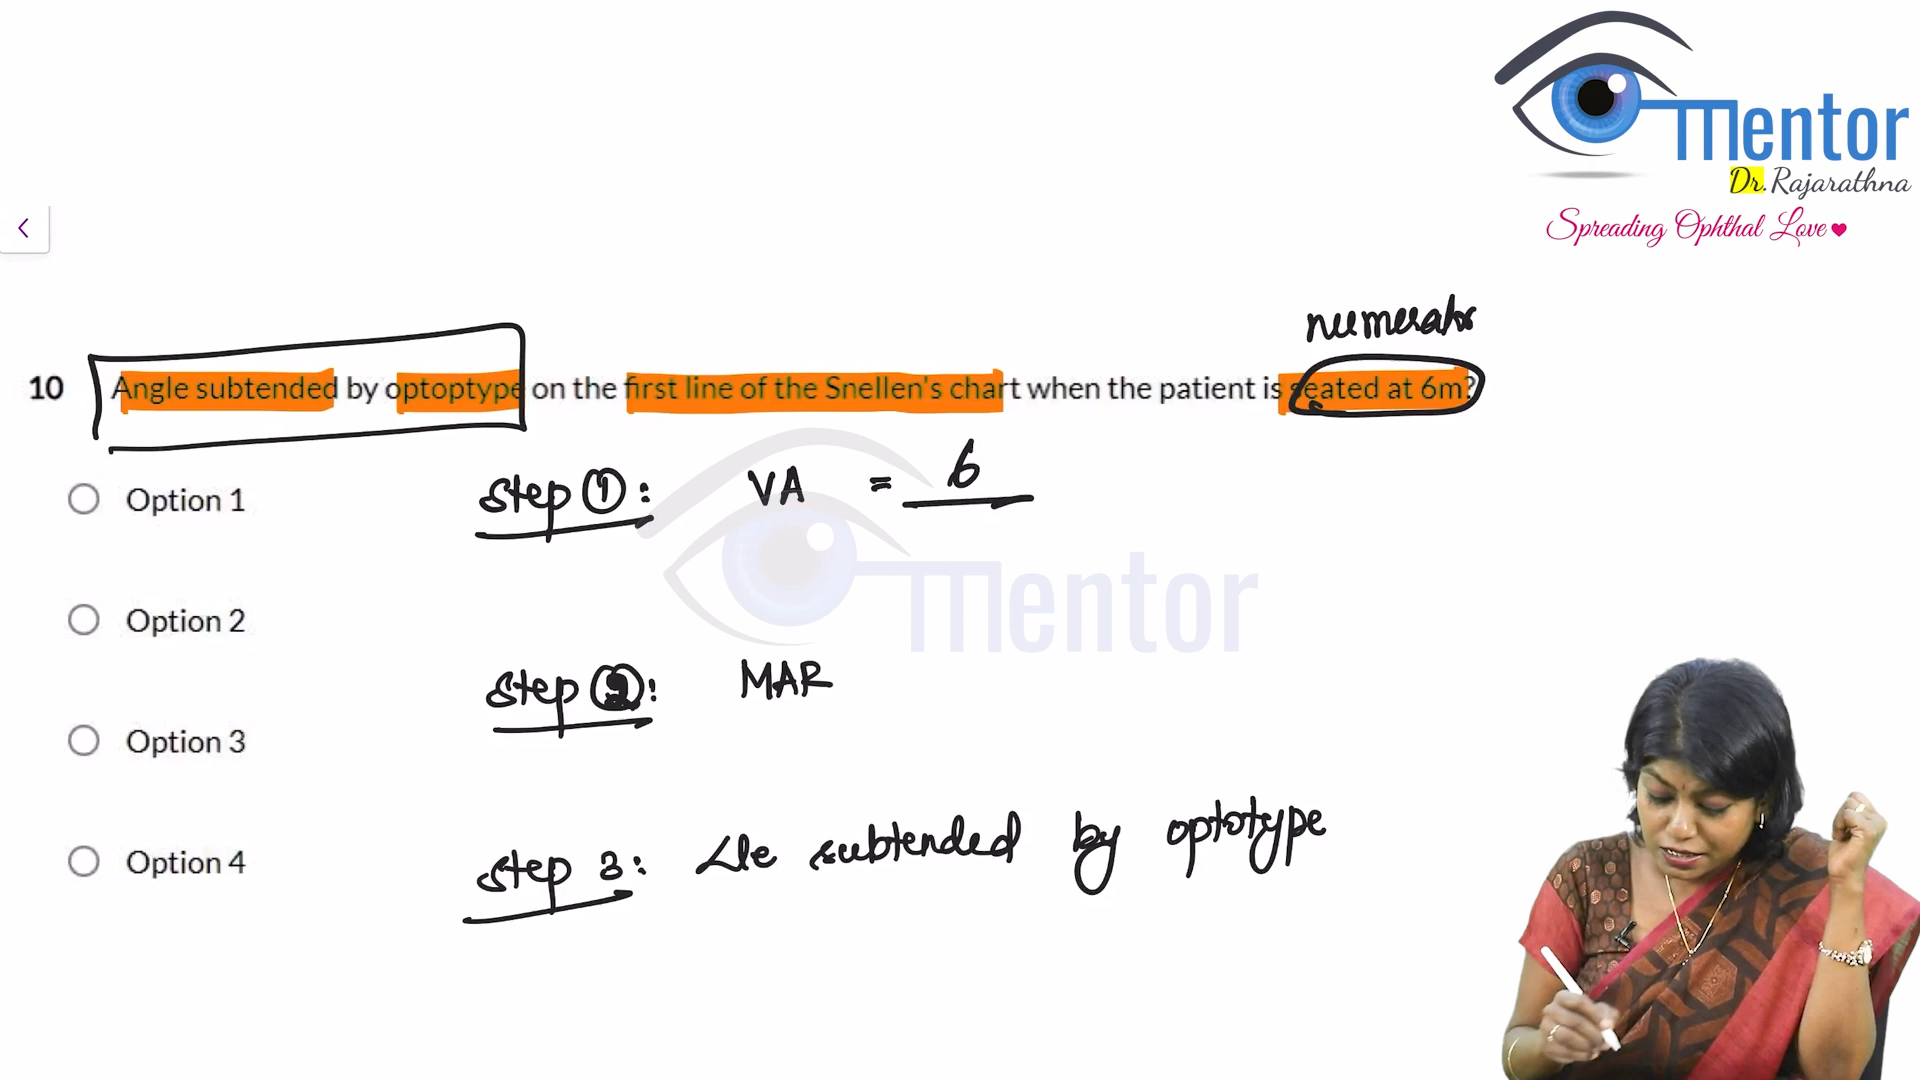 mentor
Dr. Rajarathna
Spreading Ophthal Love
numerator
10 Angle subtended by optoptype on the first line of the Snellen's chart when the patient is seated at 6m?
Option 1
Step 1: VA = 6
mentor
Option 2
Step 2: MAR
Option 3
Step 3: ∠le subtended by optotype
Option 4